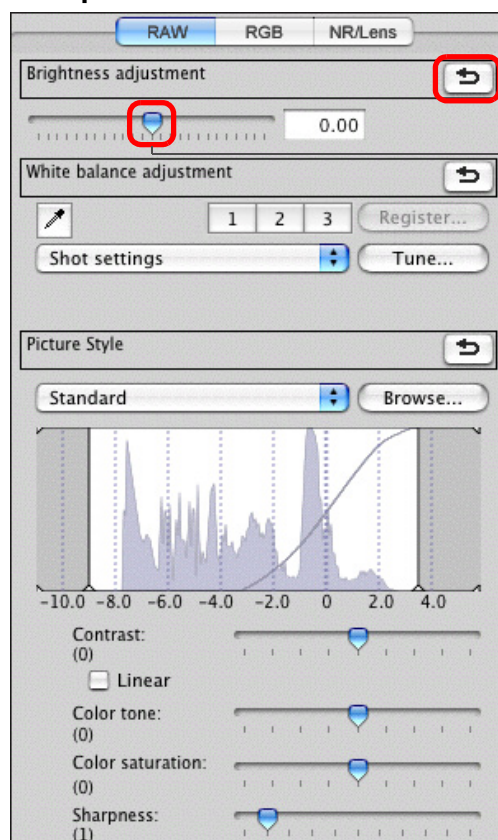 RAW RGB NR/Lens
Brightness adjustment
0.00
White balance adjustment
1 2 3 Register...
Shot settings Tune...
Picture Style
Standard Browse...
-10.0 -8.0 -6.0 -4.0 -2.0 0 2.0 4.0
Contrast:
(0)
Linear
Color tone:
(0)
Color saturation:
(0)
Sharpness:
(1)